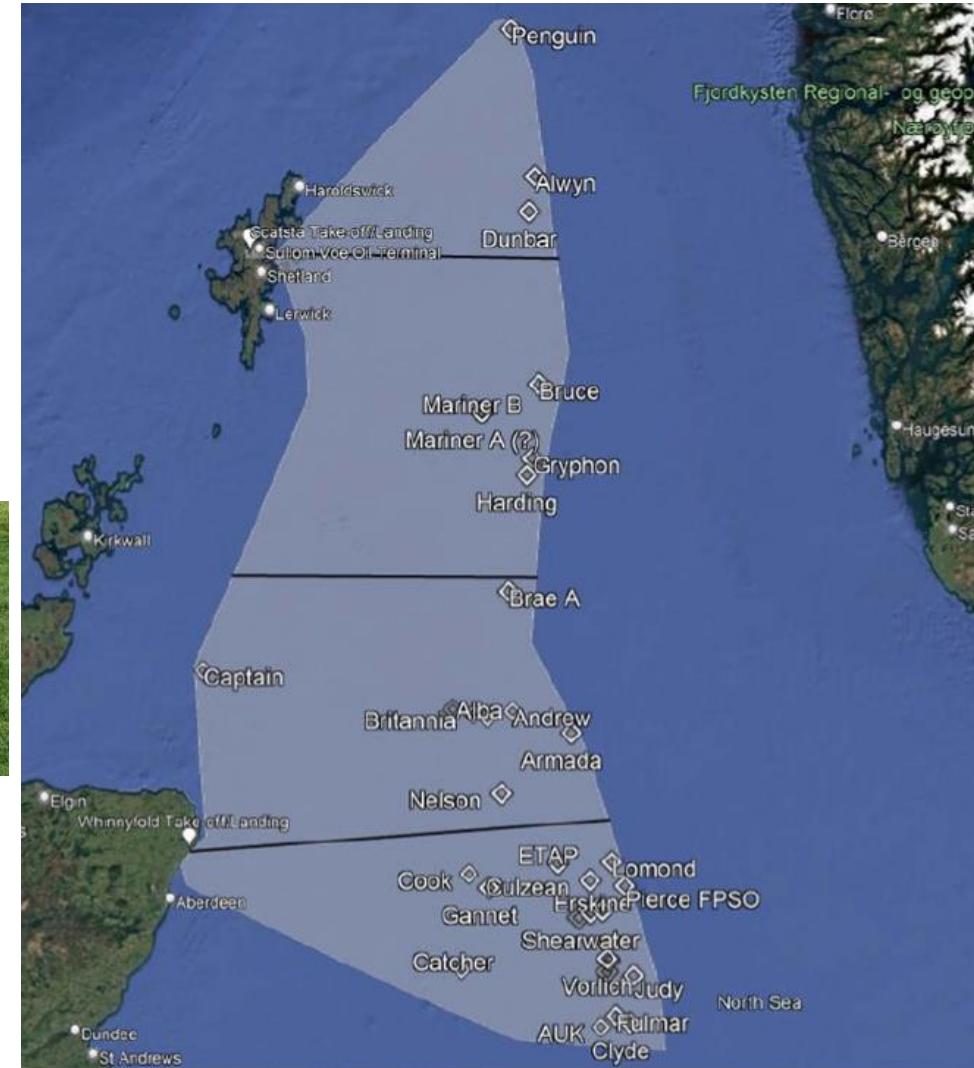 Florø
Penguin
Fjordkysten Regional- og geop
Nærøyfjo
Alwyn
Haroldswick
Dunbar
Scatsta Take-off/Landing
Bergen
Sullom Voe Oil Terminal
Shetland
Lerwick
Bruce
Mariner B
Haugesun
Mariner A (?)
Gryphon
Harding
Sta
Sa
Kirkwall
Brae A
Captain
Alba
Britannia
Andrew
Armada
Elgin
Nelson
Whinnyfold Take-off/Landing
ETAP
Lomond
Cook
Culzean
Pierce FPSO
Erskine
Aberdeen
Gannet
Shearwater
Catcher
Vorlich
Judy
North Sea
Fulmar
Dundee
AUK
Clyde
St Andrews